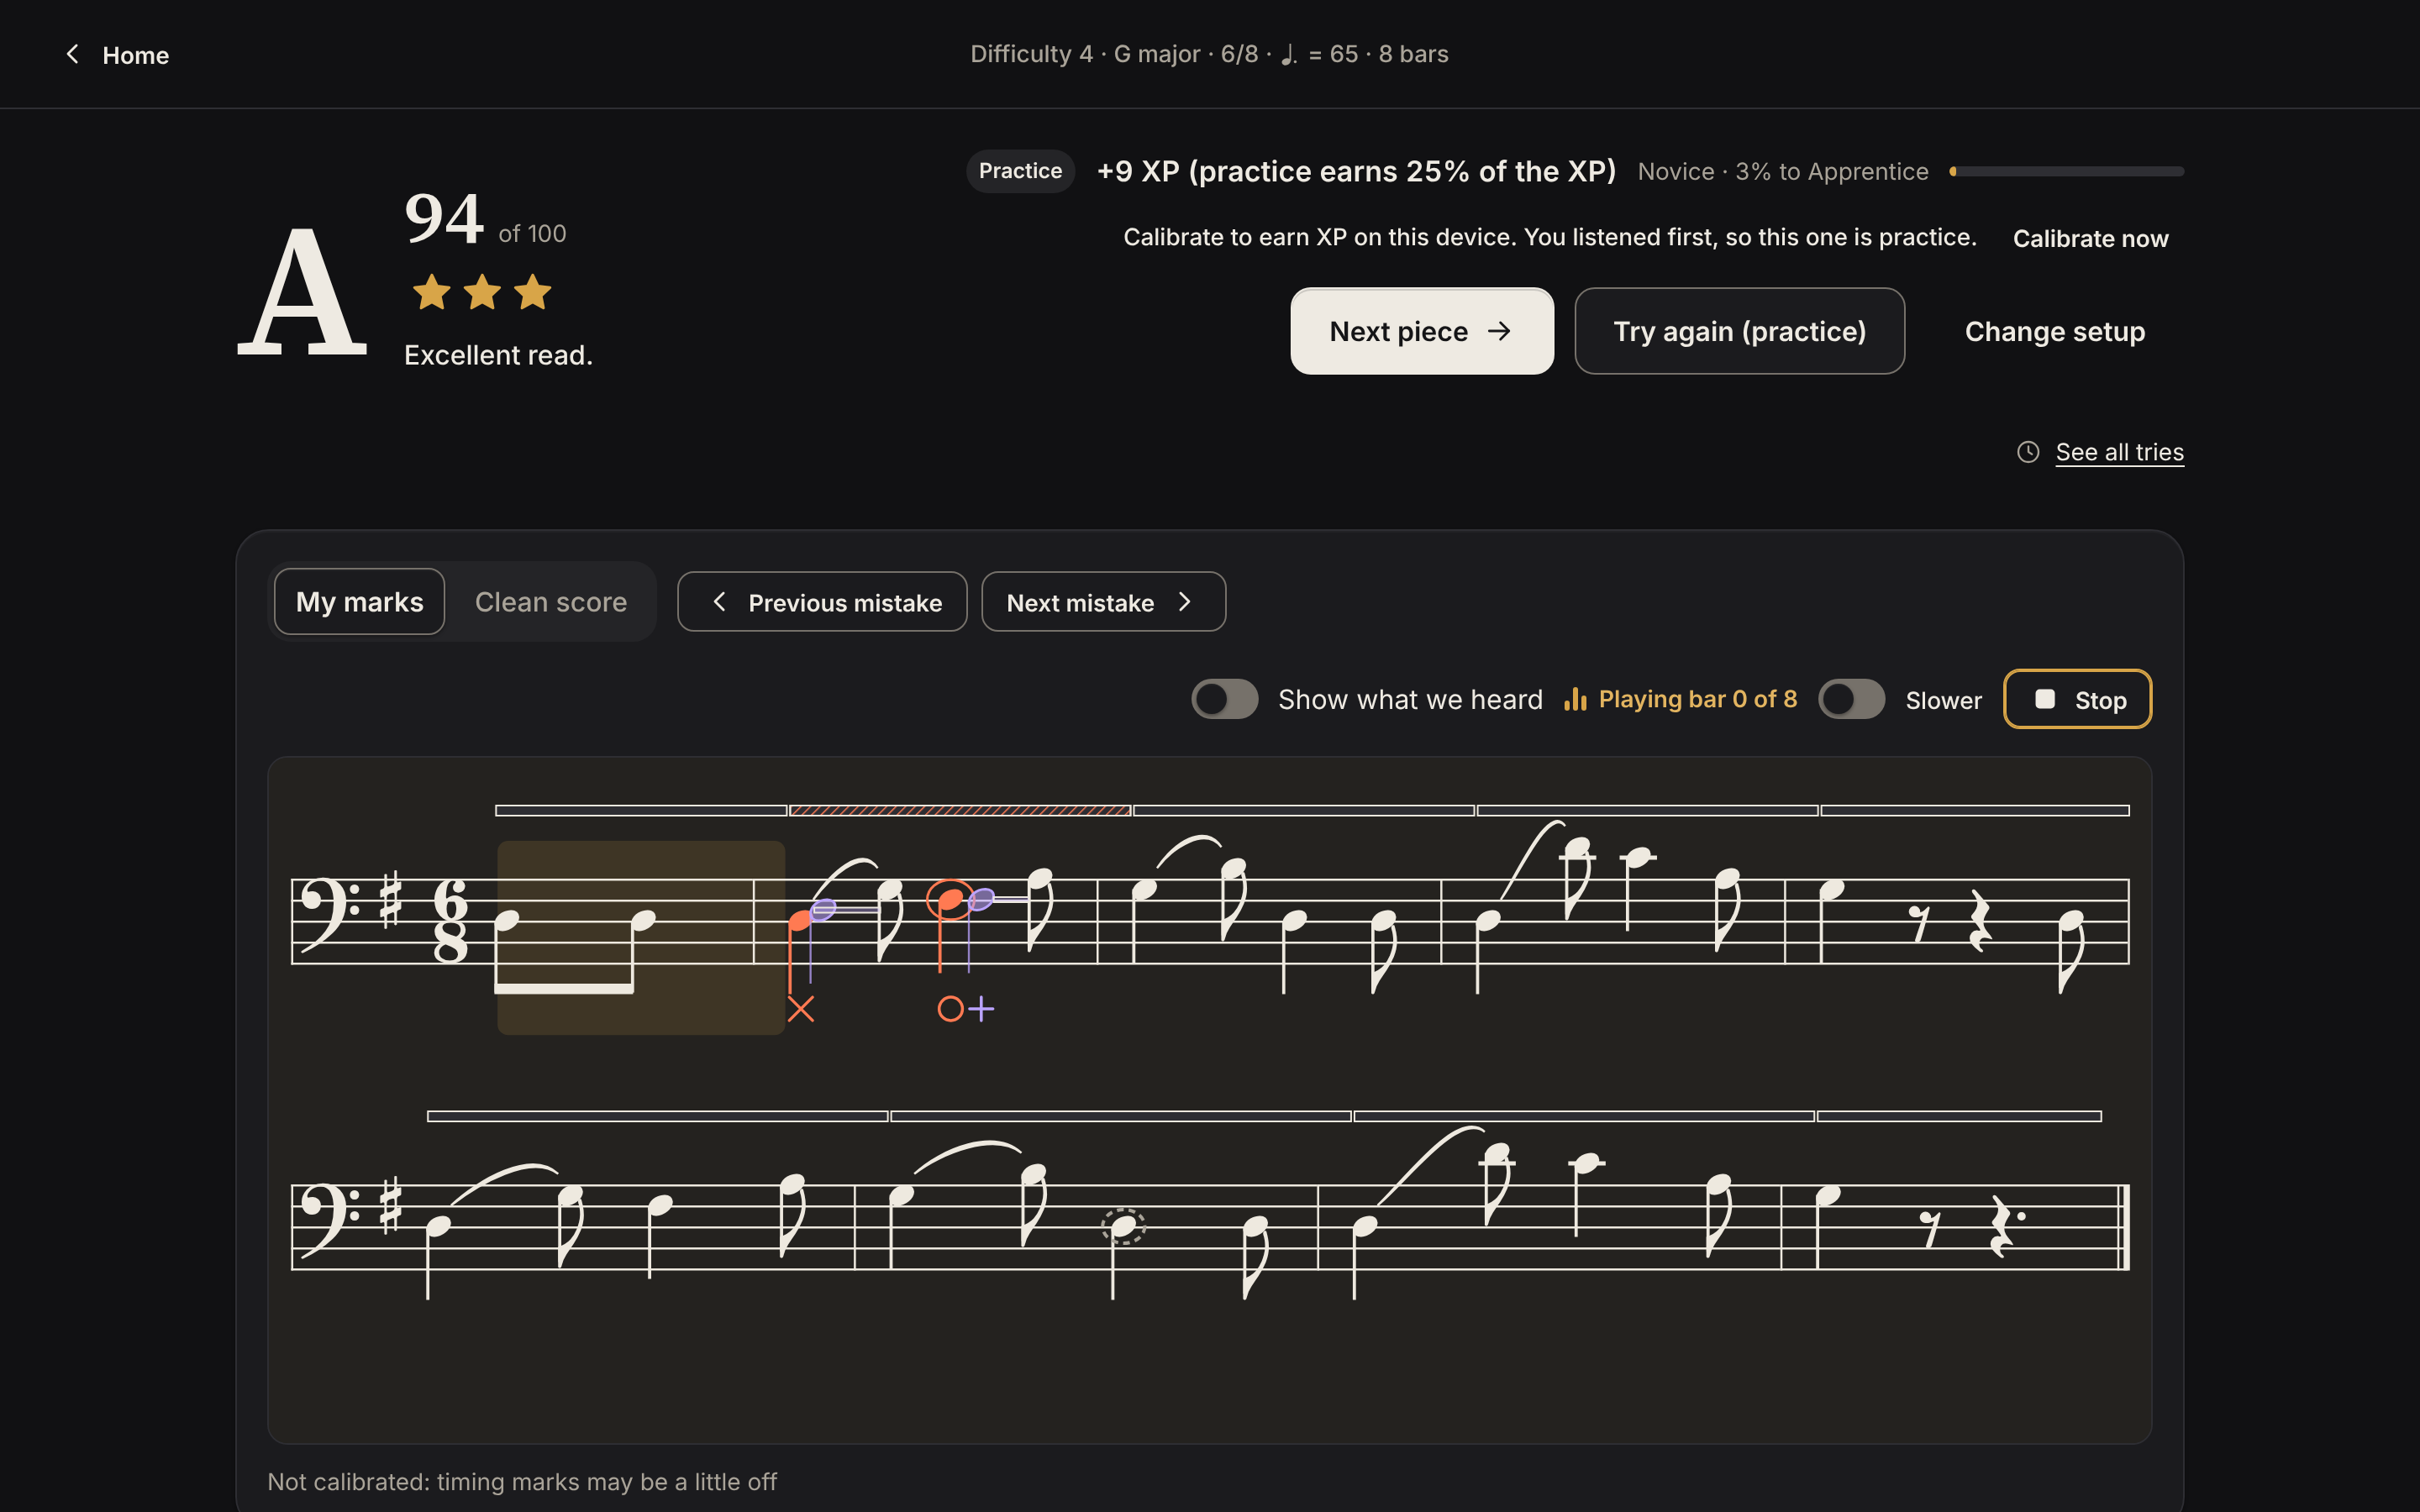 Home
Difficulty 4 · G major · 6/8 · ♩. = 65 · 8 bars
A
94 of 100
Excellent read.
Practice +9 XP (practice earns 25% of the XP) Novice · 3% to Apprentice
Calibrate to earn XP on this device. You listened first, so this one is practice. Calibrate now
Next piece → Try again (practice) Change setup
See all tries
My marks Clean score Previous mistake Next mistake
Show what we heard Playing bar 0 of 8 Slower Stop
6
8
Not calibrated: timing marks may be a little off